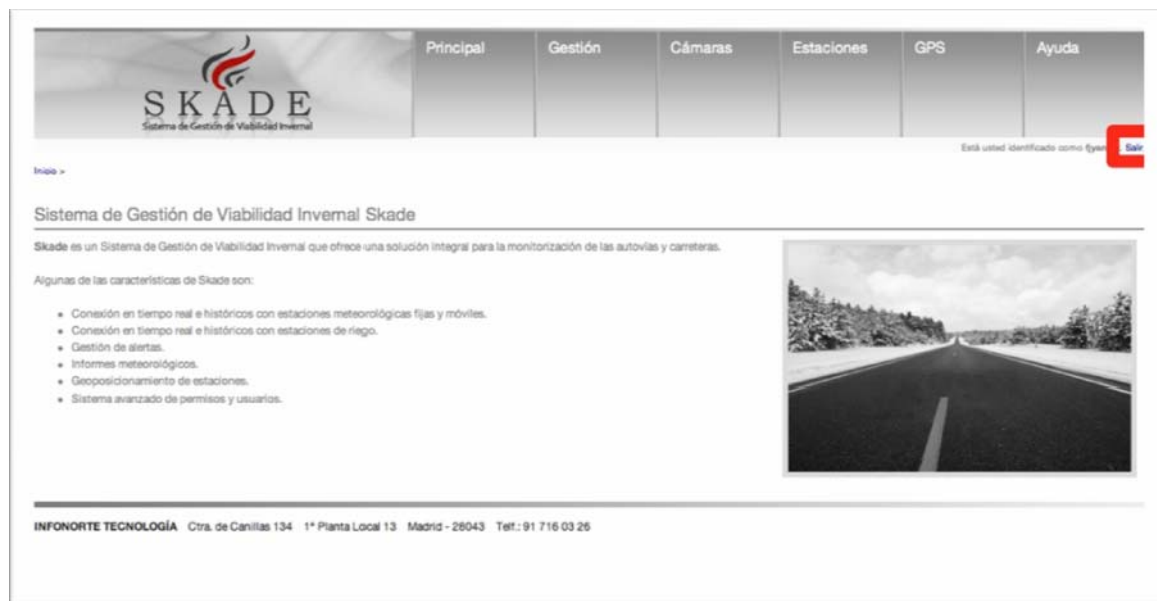 SKADE
Sistema de Gestión de Viabilidad Invernal
Principal Gestión Cámaras Estaciones GPS Ayuda
Está usted identificado como Salir
Inicio >
Sistema de Gestión de Viabilidad Invernal Skade
Skade es un Sistema de Gestión de Viabilidad Invernal que ofrece una solución integral para la monitorización de las autovías y carreteras.
Algunas de las características de Skade son:
Conexión en tiempo real e históricos con estaciones meteorológicas fijas y móviles.
Conexión en tiempo real e históricos con estaciones de riego.
Gestión de alertas.
Informes meteorológicos.
Geoposicionamiento de estaciones.
Sistema avanzado de permisos y usuarios.
INFONORTE TECNOLOGÍA Ctra. de Canillas 134 1ª Planta Local 13 Madrid - 28043 Telf.: 91 716 03 26